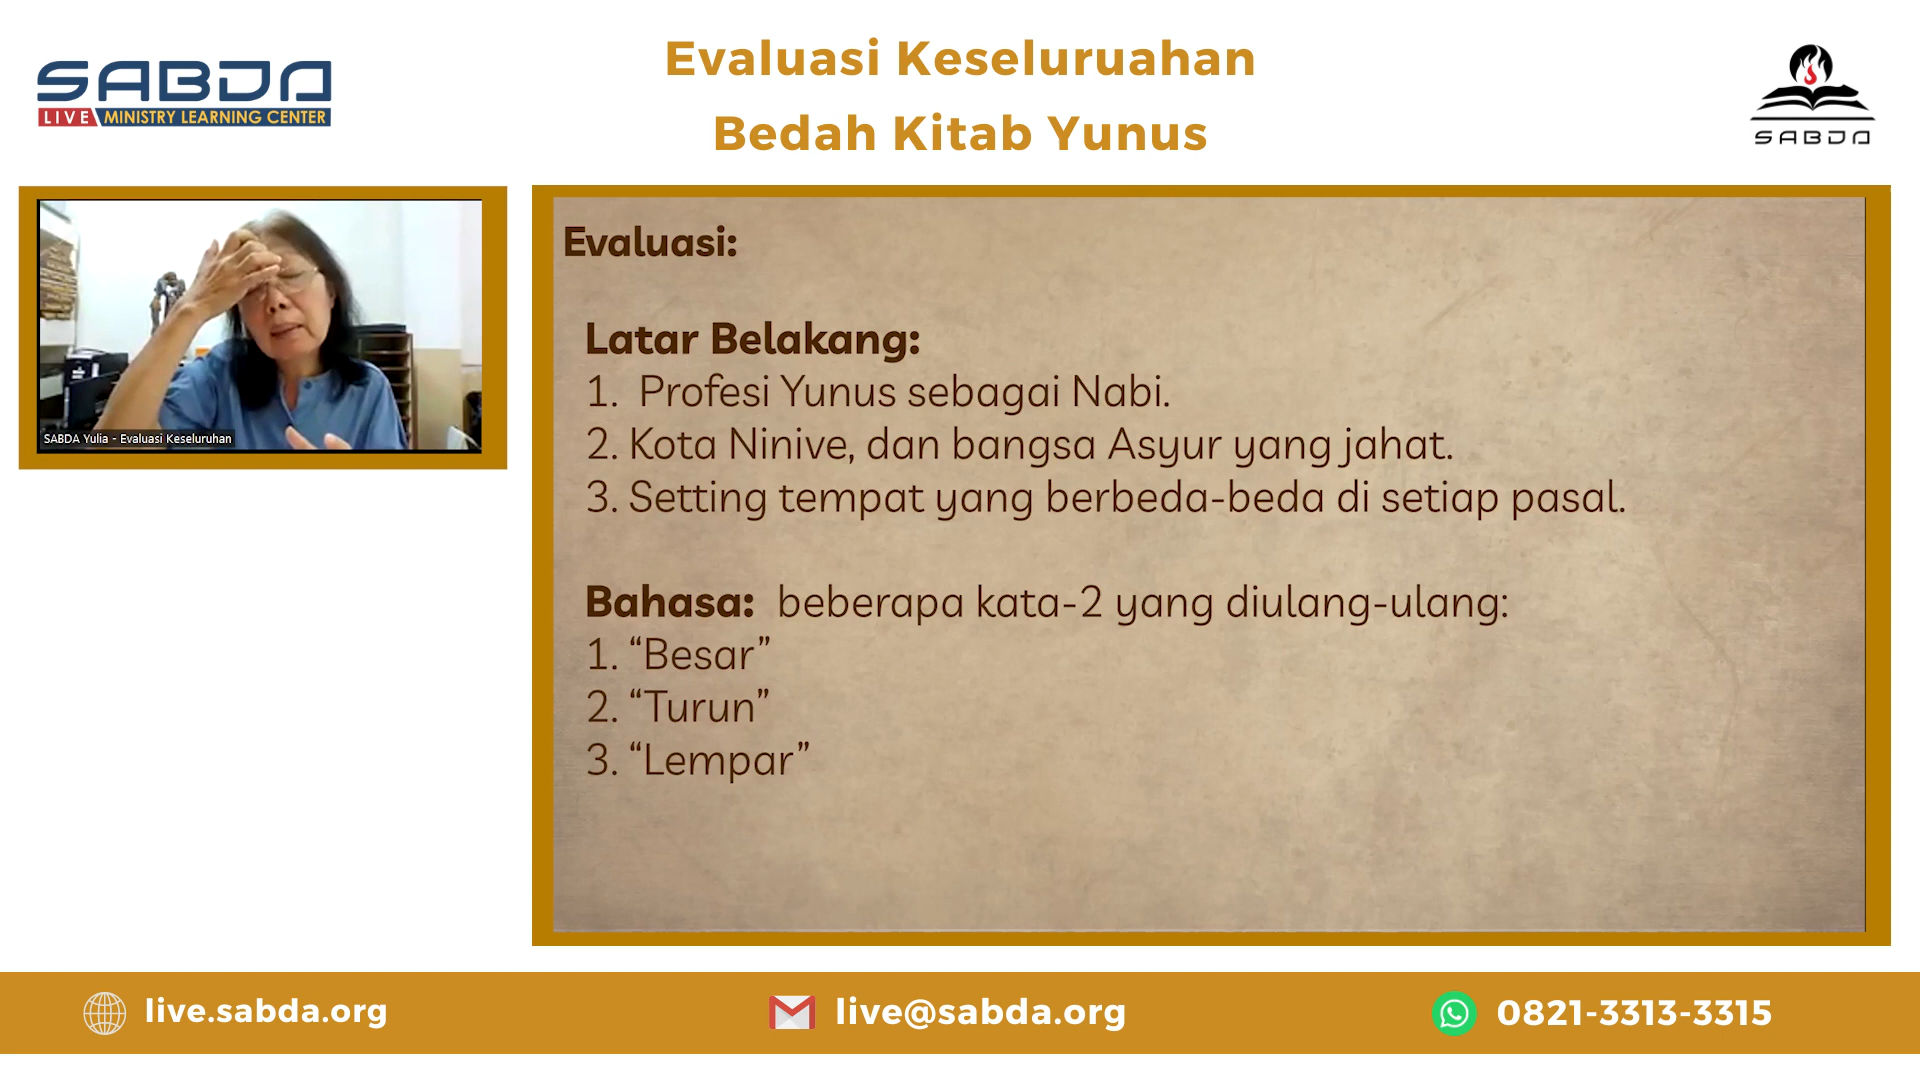 SABDA
LIVE MINISTRY LEARNING CENTER
Evaluasi Keseluruahan
Bedah Kitab Yunus
SABDA
SABDA Yulia - Evaluasi Keseluruhan
Evaluasi:
Latar Belakang:
1. Profesi Yunus sebagai Nabi.
2. Kota Ninive, dan bangsa Asyur yang jahat.
3. Setting tempat yang berbeda-beda di setiap pasal.
Bahasa: beberapa kata-2 yang diulang-ulang:
1. “Besar”
2. “Turun”
3. “Lempar”
live.sabda.org
live@sabda.org
0821-3313-3315